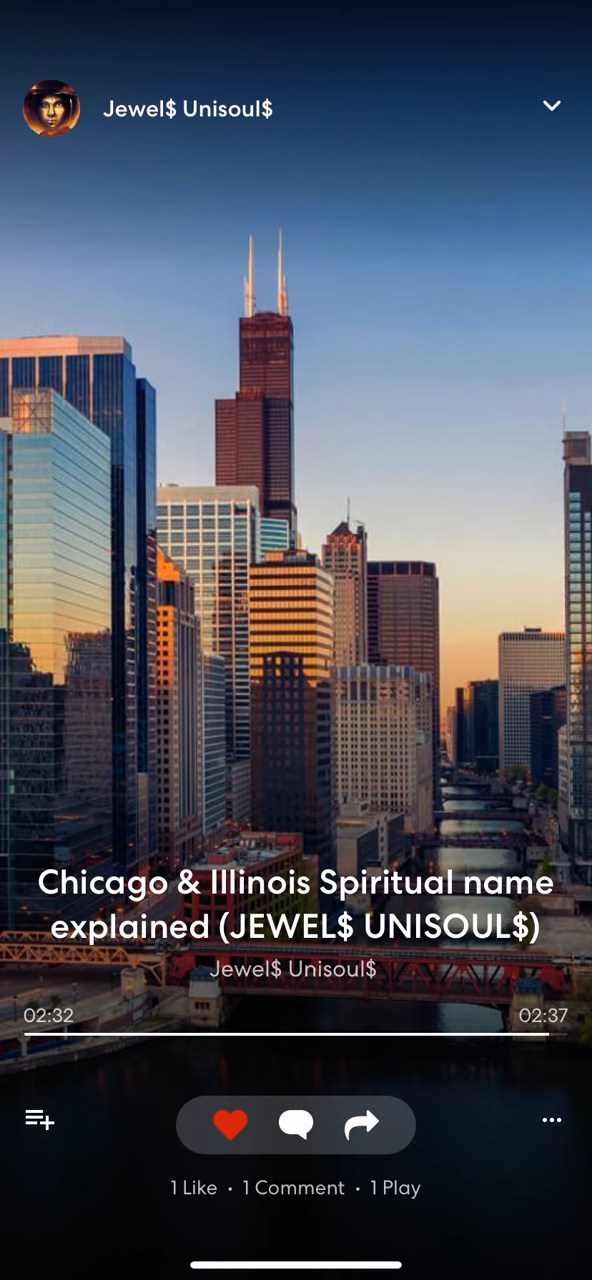 Jewel$ Unisoul$
Chicago & Illinois Spiritual name
explained (JEWEL$ UNISOUL$)
Jewel$ Unisoul$
02:32
02:37
1 Like • 1 Comment • 1 Play